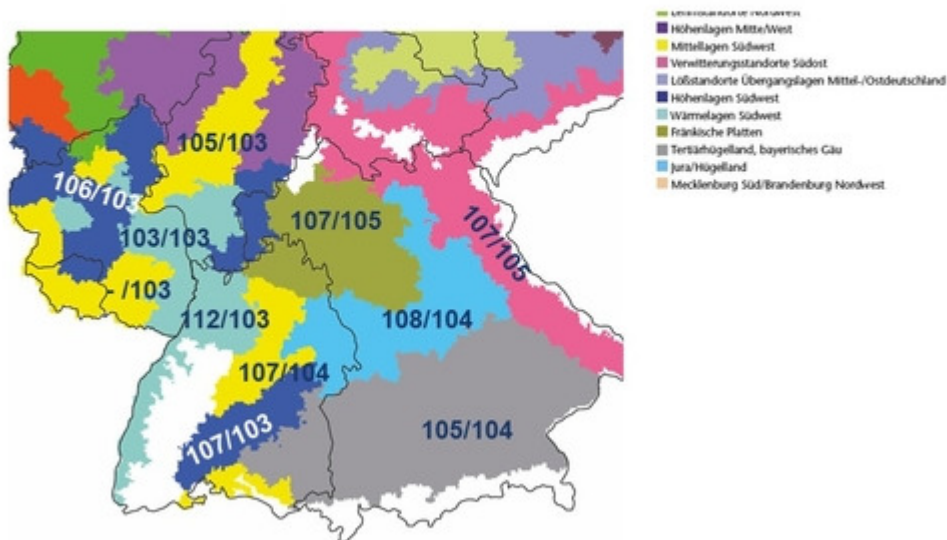 Lehmstandorte Nordwest
Höhenlagen Mitte/West
Mittellagen Südwest
Verwitterungsstandorte Südost
Lößstandorte Übergangslagen Mittel-/Ostdeutschland
Höhenlagen Südwest
Wärmelagen Südwest
Fränkische Platten
Tertiärhügelland, bayerisches Gäu
Jura/Hügelland
Mecklenburg Süd/Brandenburg Nordwest
105/103
106/103
107/105
103/103
107/105
- /103
112/103
108/104
107/104
107/103
105/104